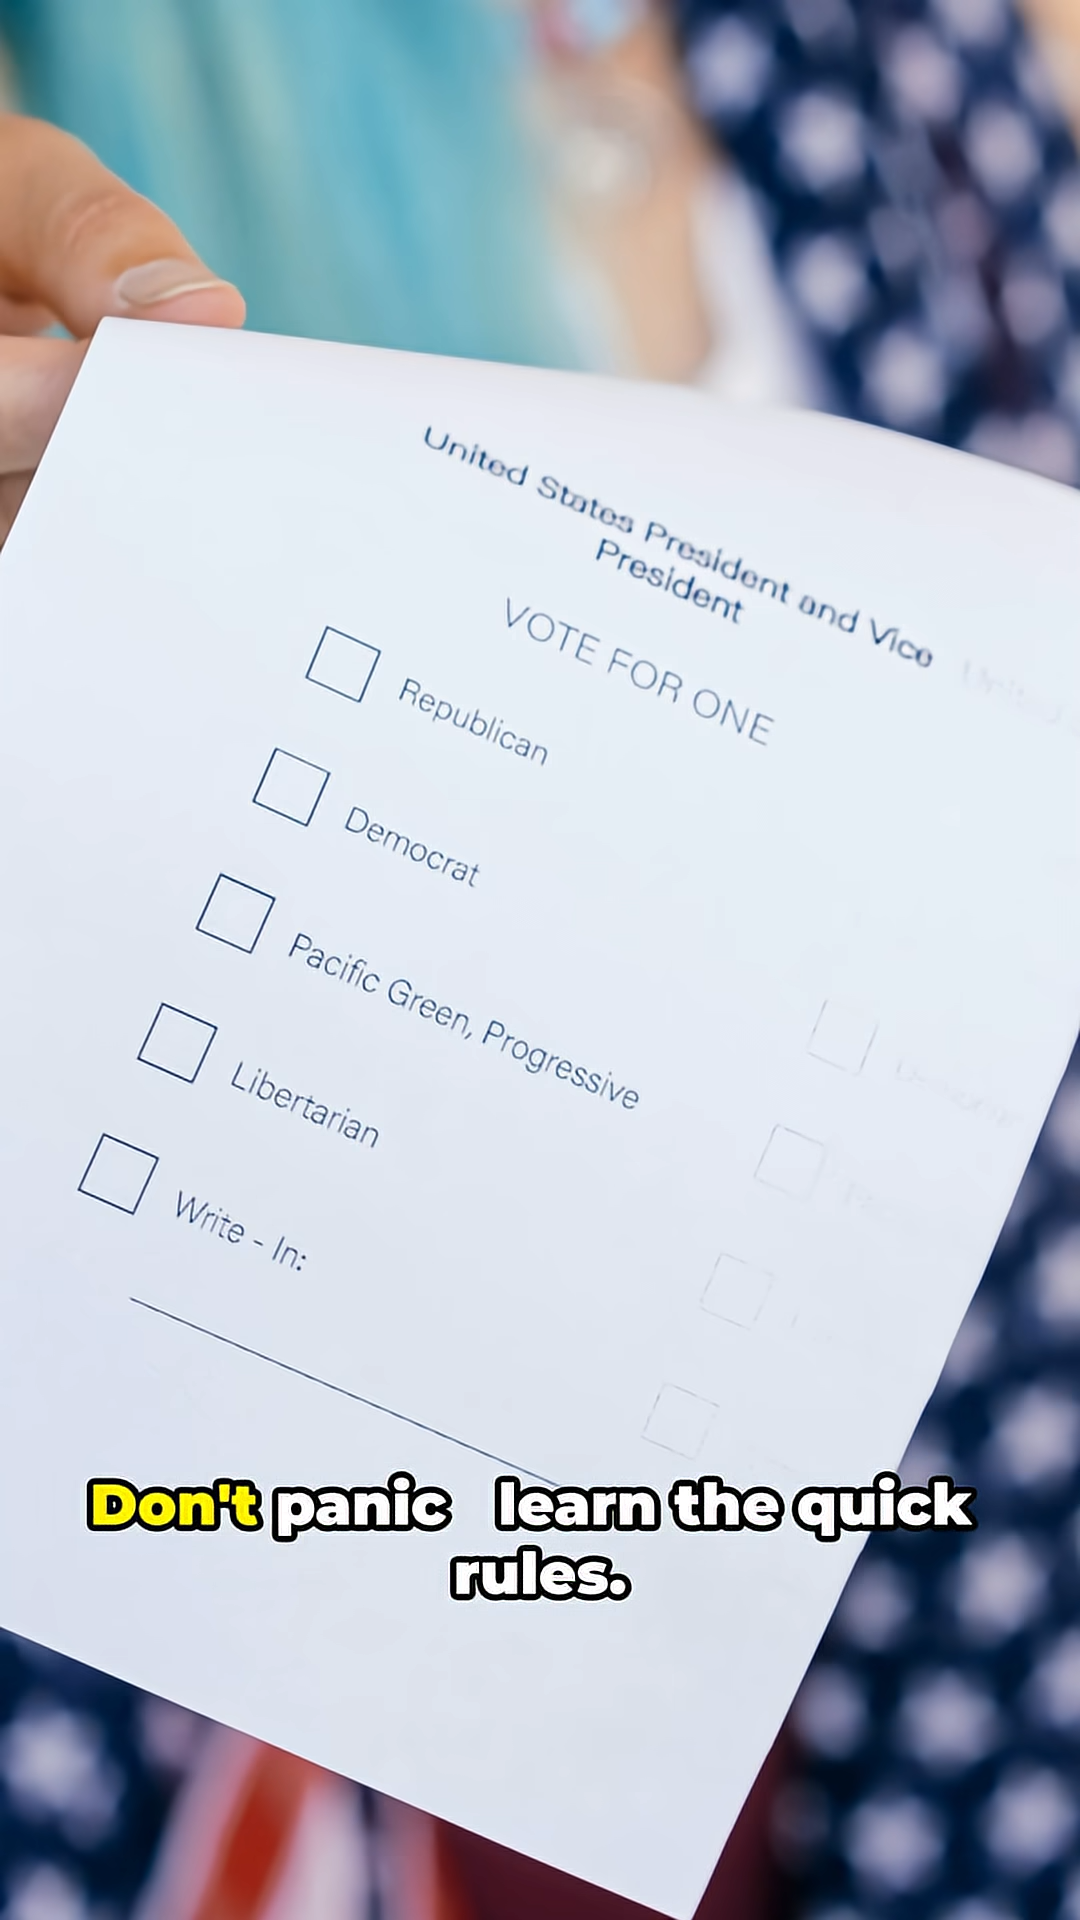 United States President and Vice
President
VOTE FOR ONE
Republican
Democrat
Pacific Green, Progressive
Libertarian
Write - In:
Don't panic learn the quick
rules.